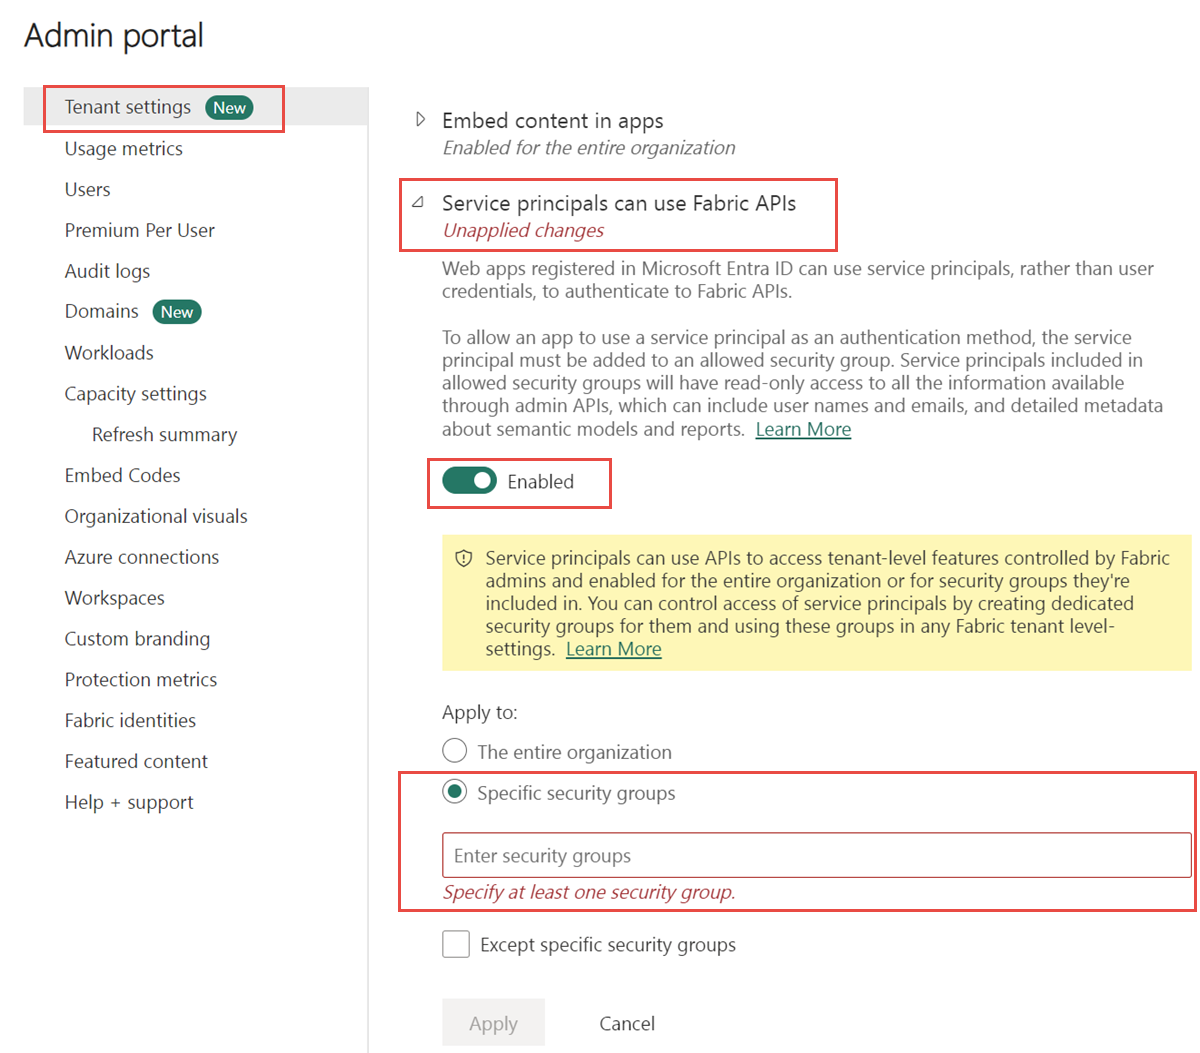 Admin portal
Tenant settings New
Usage metrics
Users
Premium Per User
Audit logs
Domains New
Workloads
Capacity settings
Refresh summary
Embed Codes
Organizational visuals
Azure connections
Workspaces
Custom branding
Protection metrics
Fabric identities
Featured content
Help + support
Embed content in apps
Enabled for the entire organization
Service principals can use Fabric APIs
Unapplied changes
Web apps registered in Microsoft Entra ID can use service principals, rather than user
credentials, to authenticate to Fabric APIs.
To allow an app to use a service principal as an authentication method, the service
principal must be added to an allowed security group. Service principals included in
allowed security groups will have read-only access to all the information available
through admin APIs, which can include user names and emails, and detailed metadata
about semantic models and reports. Learn More
Enabled
Service principals can use APIs to access tenant-level features controlled by Fabric
admins and enabled for the entire organization or for security groups they're
included in. You can control access of service principals by creating dedicated
security groups for them and using these groups in any Fabric tenant level-
settings. Learn More
Apply to:
The entire organization
Specific security groups
Enter security groups
Specify at least one security group.
Except specific security groups
Apply Cancel